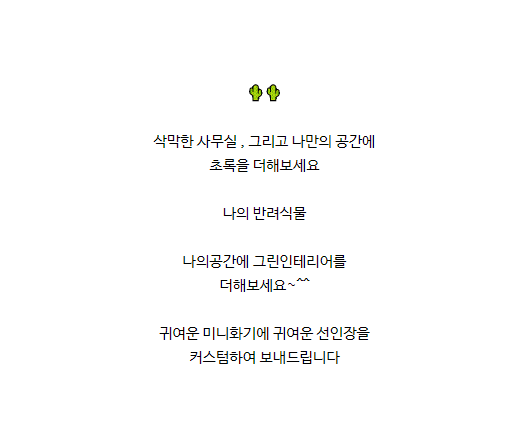 🌵🌵
삭막한 사무실 , 그리고 나만의 공간에
초록을 더해보세요
나의 반려식물
나의공간에 그린인테리어를
더해보세요~^^
귀여운 미니화기에 귀여운 선인장을
커스텀하여 보내드립니다